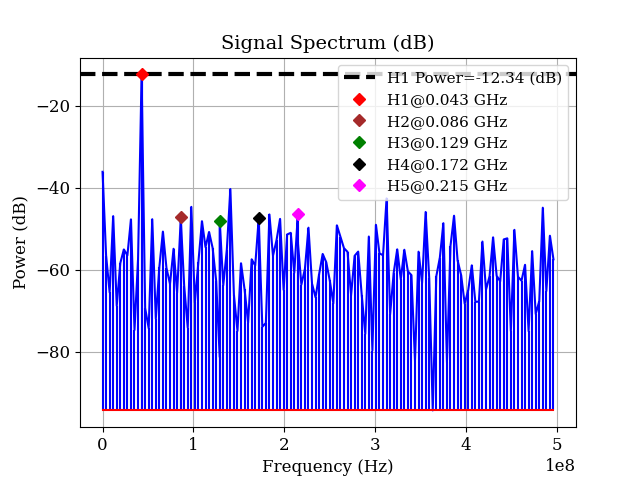 Signal Spectrum (dB)
H1 Power=-12.34 (dB)
H1@0.043 GHz
H2@0.086 GHz
H3@0.129 GHz
H4@0.172 GHz
H5@0.215 GHz
Power (dB)
−20
−40
−60
−80
0 1 2 3 4 5
1e8
Frequency (Hz)